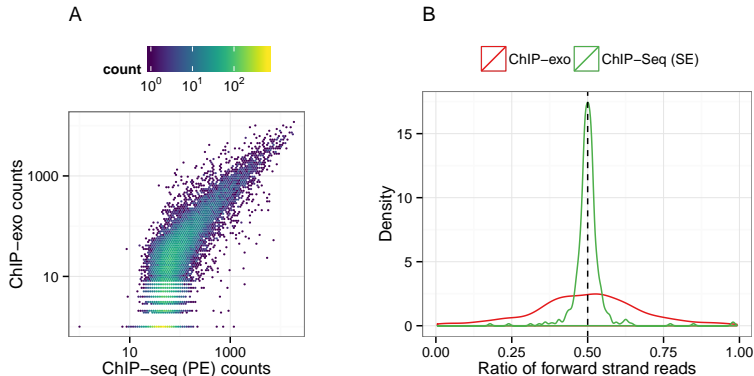 A
count
10^0 10^1 10^2
ChIP−exo counts
1000
10
10 1000
ChIP−seq (PE) counts
B
ChIP−exo ChIP−Seq (SE)
Density
15
10
5
0
0.00 0.25 0.50 0.75 1.00
Ratio of forward strand reads